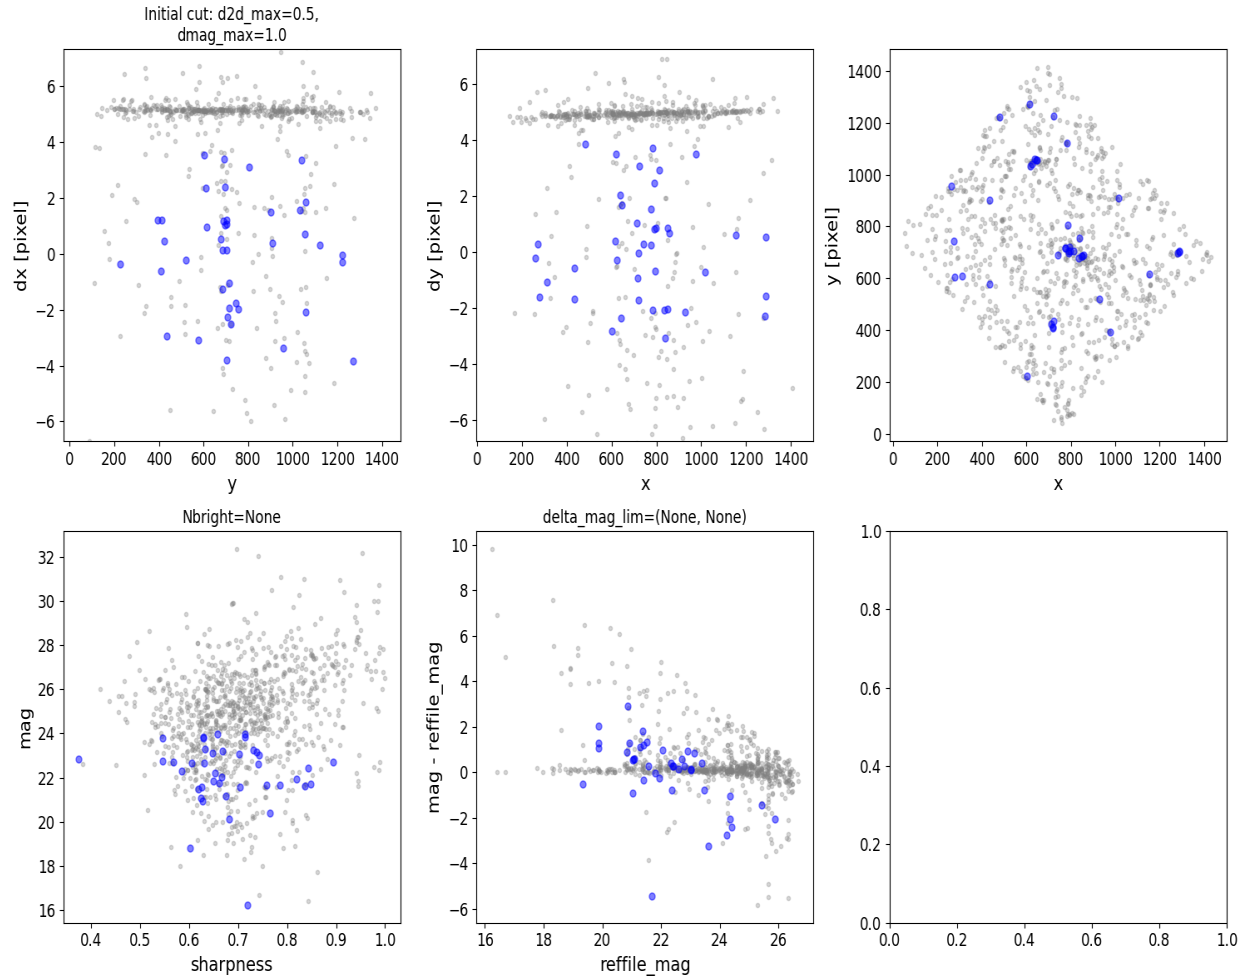 Initial cut: d2d_max=0.5,
dmag_max=1.0
6
4
2
0
−2
−4
−6
dx [pixel]
0 200 400 600 800 1000 1200 1400
y
6
4
2
0
−2
−4
−6
dy [pixel]
0 200 400 600 800 1000 1200 1400
x
1400
1200
1000
800
600
400
200
0
y [pixel]
0 200 400 600 800 1000 1200 1400
x
Nbright=None
32
30
28
26
24
22
20
18
16
mag
0.4 0.5 0.6 0.7 0.8 0.9 1.0
sharpness
delta_mag_lim=(None, None)
10
8
6
4
2
0
−2
−4
−6
mag - reffile_mag
16 18 20 22 24 26
reffile_mag
1.0
0.8
0.6
0.4
0.2
0.0
0.0 0.2 0.4 0.6 0.8 1.0